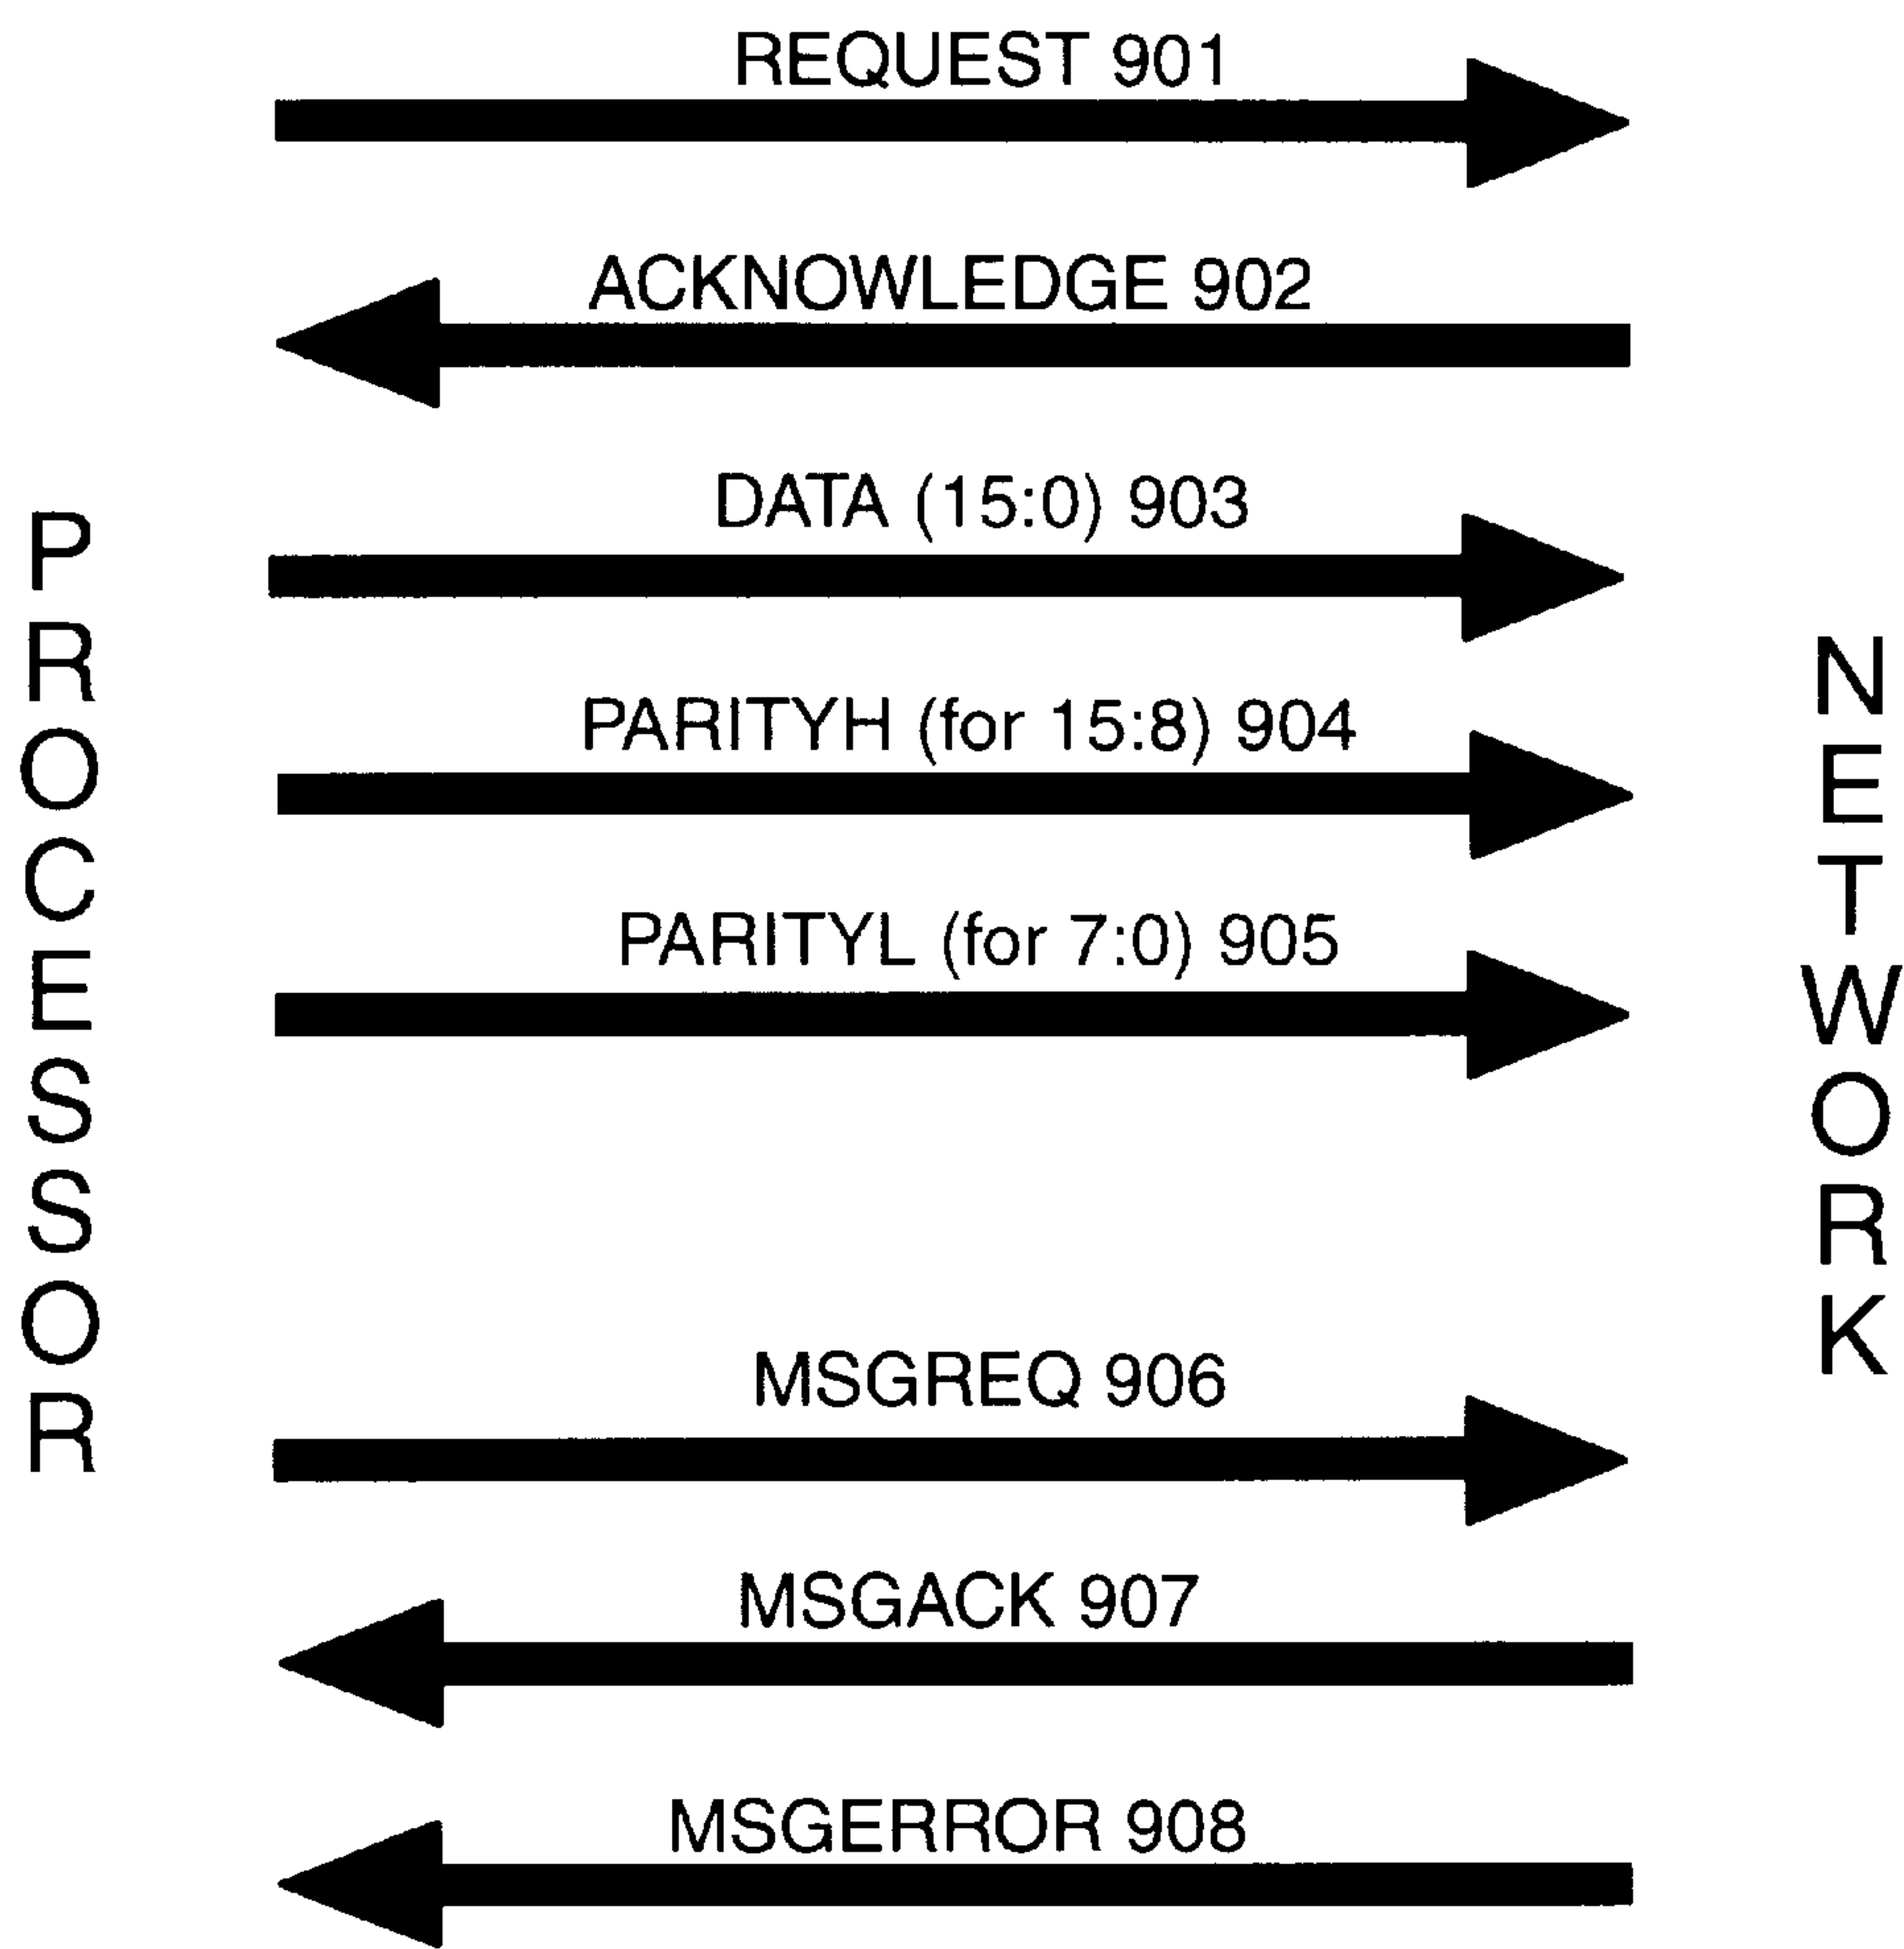 REQUEST 901
ACKNOWLEDGE 902
DATA (15:0) 903
PARITYH (for 15:8) 904
PARITYL (for 7:0) 905
MSGREQ 906
MSGACK 907
MSGERROR 908
PROCESSOR
NETWORK